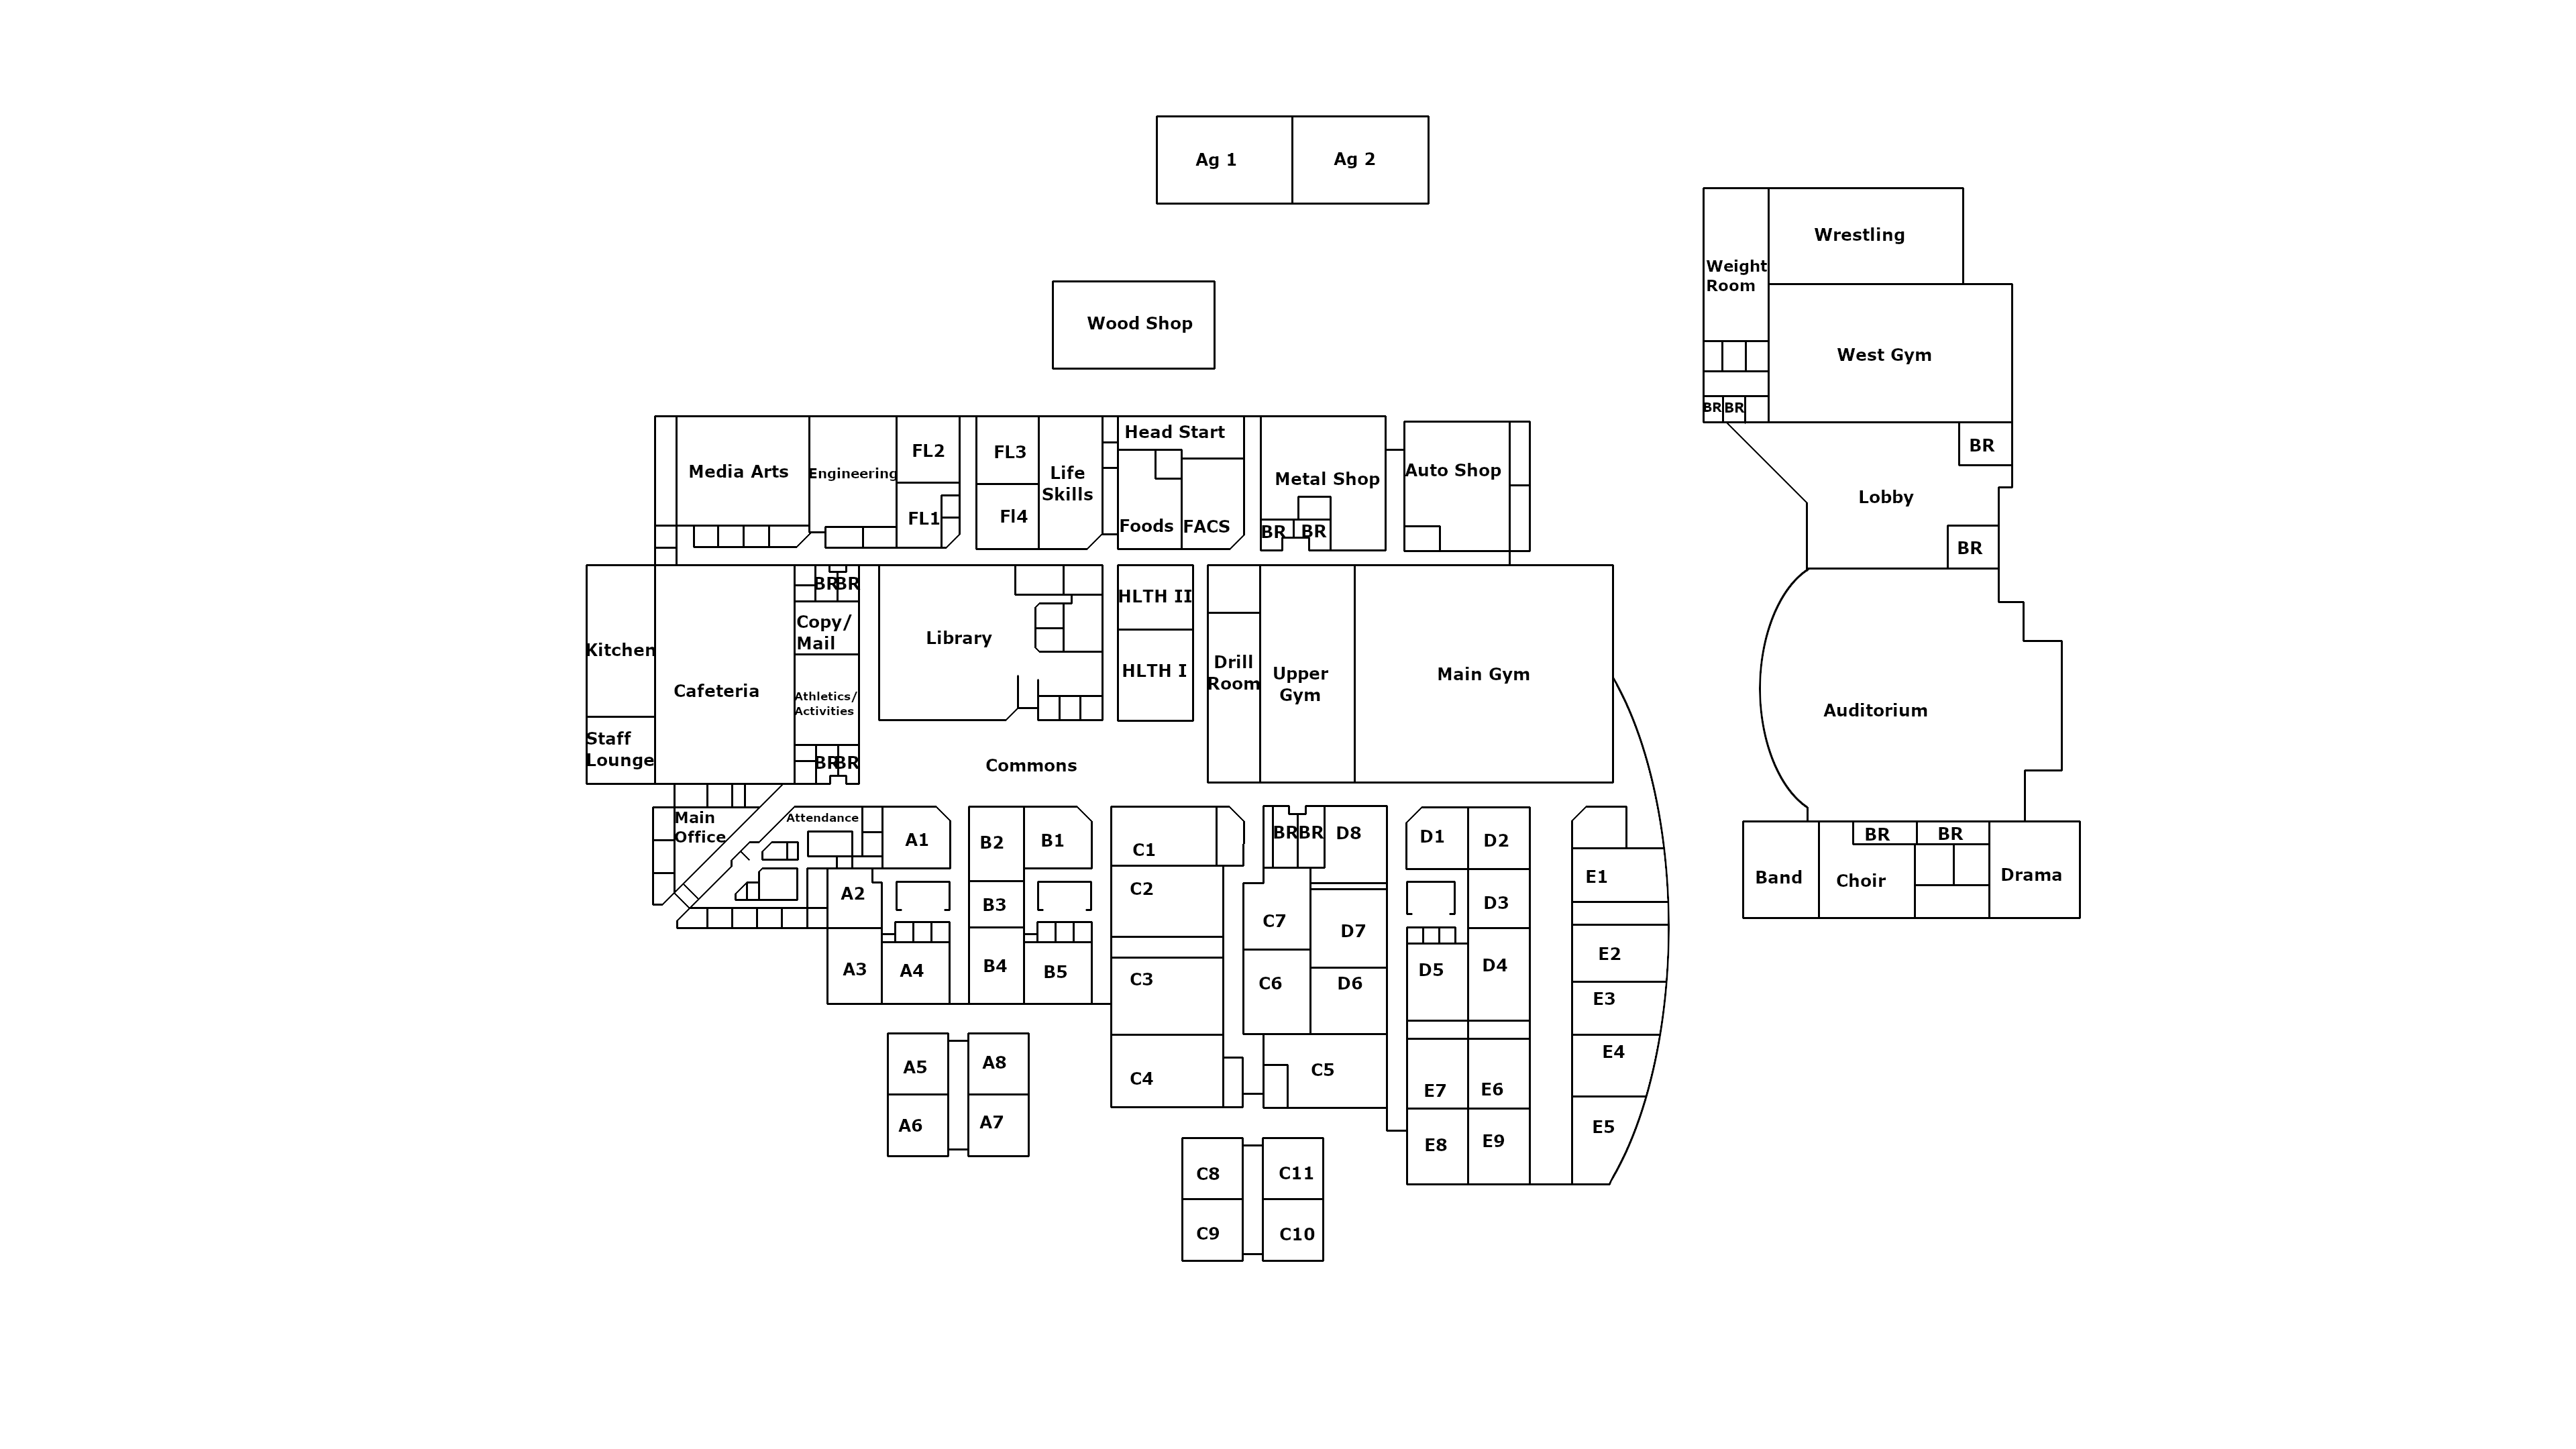 Ag 1
Ag 2
Wood Shop
Wrestling
Weight
Room
West Gym
BR
BR
BR
Lobby
BR
Auditorium
BR
BR
Band
Choir
Drama
Media Arts
Engineering
FL2
FL1
FL3
Fl4
Life
Skills
Head Start
Foods
FACS
Metal Shop
BR
BR
Auto Shop
Kitchen
Staff
Lounge
Cafeteria
BR
BR
Copy/
Mail
Athletics/
Activities
BR
BR
Library
HLTH II
HLTH I
Drill
Room
Upper
Gym
Main Gym
Commons
Main
Office
Attendance
A1
A2
A3
A4
B2
B1
B3
B4
B5
C1
C2
C3
C4
BR
BR
D8
C7
D7
C6
D6
C5
D1
D2
D3
D5
D4
E7
E6
E8
E9
E1
E2
E3
E4
E5
A5
A8
A6
A7
C8
C11
C9
C10